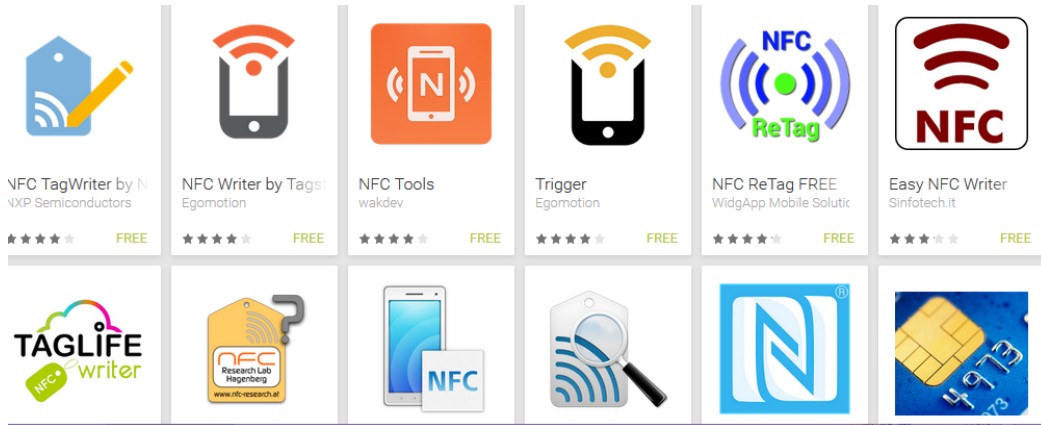 NFC
ReTag
N
NFC
NFC TagWriter by N
NXP Semiconductors
FREE
NFC Writer by Tagst
Egomotion
FREE
NFC Tools
wakdev
FREE
Trigger
Egomotion
FREE
NFC ReTag FREE
WidgApp Mobile Solutic
FREE
Easy NFC Writer
Sinfotech.it
FREE
TAGLIFE
writer
NFC
?
NFC
Research Lab
Hagenberg
www.nfc-research.at
NFC
N
®
4973
973